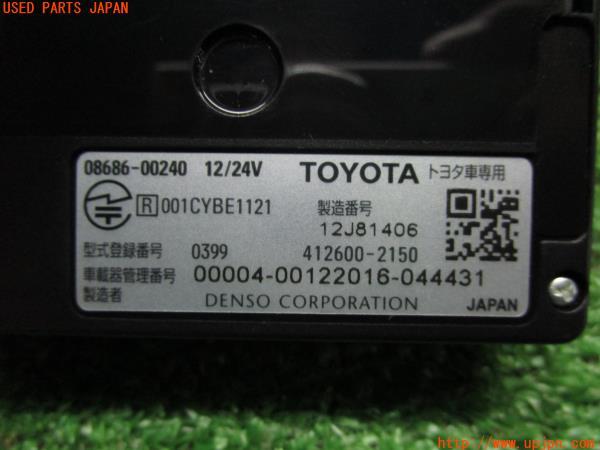 USED PARTS JAPAN
08686-00240 12/24V TOYOTA トヨタ車専用
R 001CYBE1121 製造番号
12J81406
型式登録番号 0399 412600-2150
車載器管理番号 00004-00122016-044431
製造者 DENSO CORPORATION JAPAN
http://www.upjpn.com